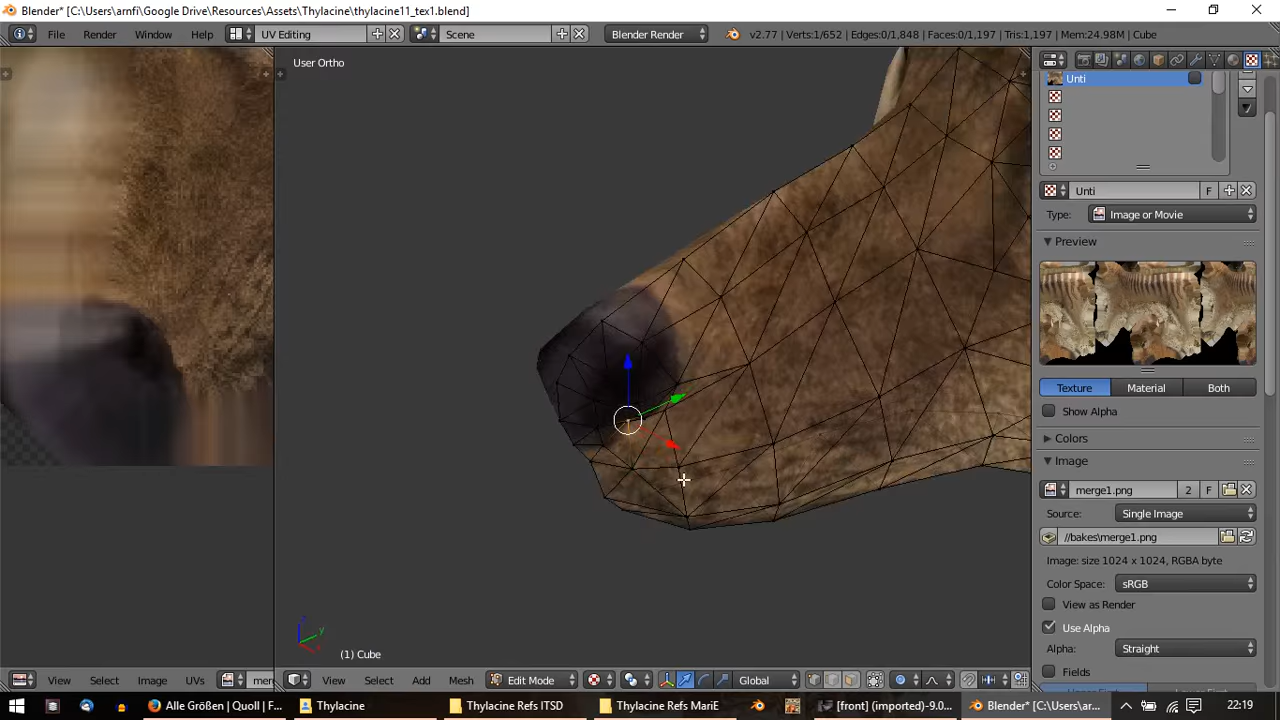 Blender* [C:\Users\arnfi\Google Drive\Resources\Assets\Thylacine\thylacine11_tex1.blend]
File Render Window Help UV Editing Scene Blender Render v2.77 | Verts:1/652 | Edges:0/1,848 | Faces:0/1,197 | Tris:1,197 | Mem:24.98M | Cube
User Ortho
Unti
Unti F
Type: Image or Movie
Preview
Texture Material Both
Show Alpha
Colors
Image
merge1.png 2 F
Source: Single Image
//bakes\merge1.png
Image: size 1024 x 1024, RGBA byte
Color Space: sRGB
View as Render
Use Alpha
Alpha: Straight
Fields
z y x
(1) Cube
View Select Image UVs mer View Select Add Mesh Edit Mode Global
Alle Größen | Quoll | F... Thylacine Thylacine Refs ITSD Thylacine Refs MariE [front] (imported)-9.0... Blender* [C:\Users\ar... 22:19